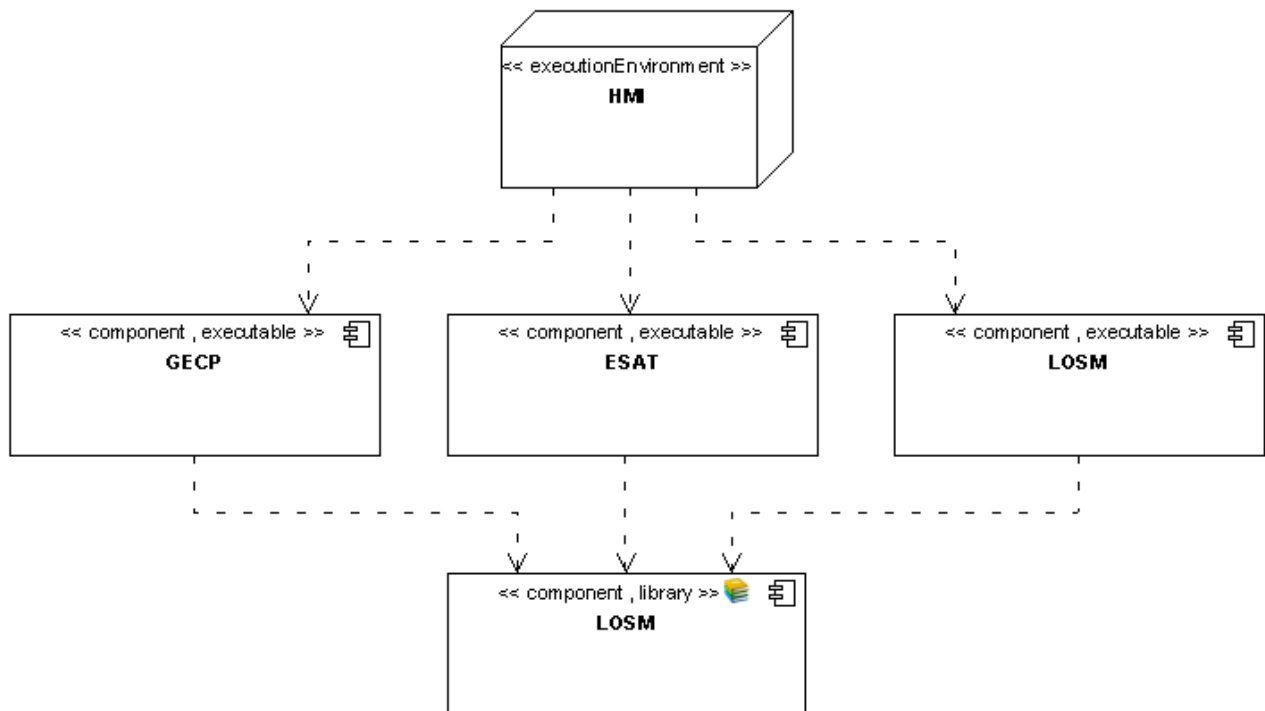 << executionEnvironment >>
HMI
<< component , executable >>
GECP
<< component , executable >>
ESAT
<< component , executable >>
LOSM
<< component , library >>
LOSM